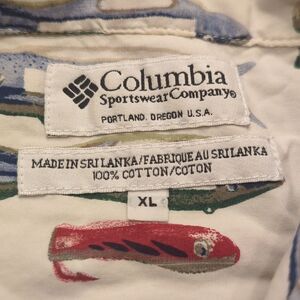 Columbia
Sportswear Company®
PORTLAND, OREGON U.S.A.
MADE IN SRI LANKA/FABRIQUE AU SRI LANKA
100% COTTON/COTON
XL